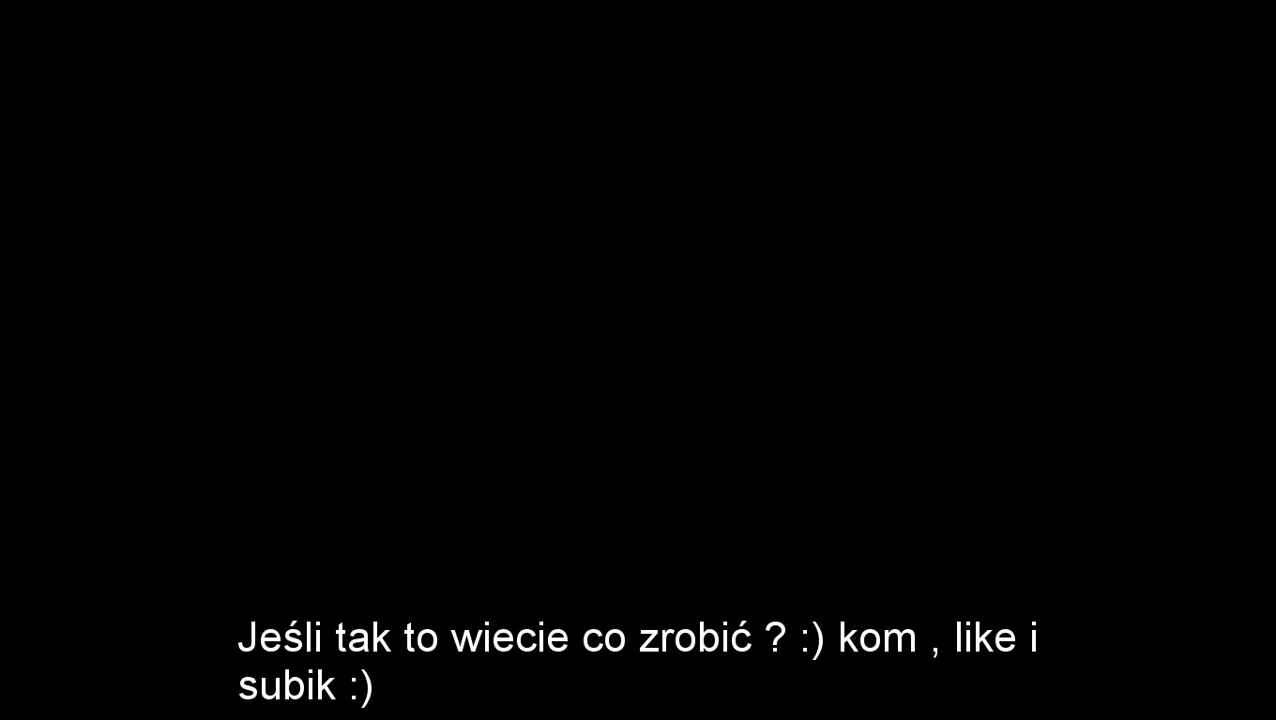 Jeśli tak to wiecie co zrobić ? :) kom , like i
subik :)